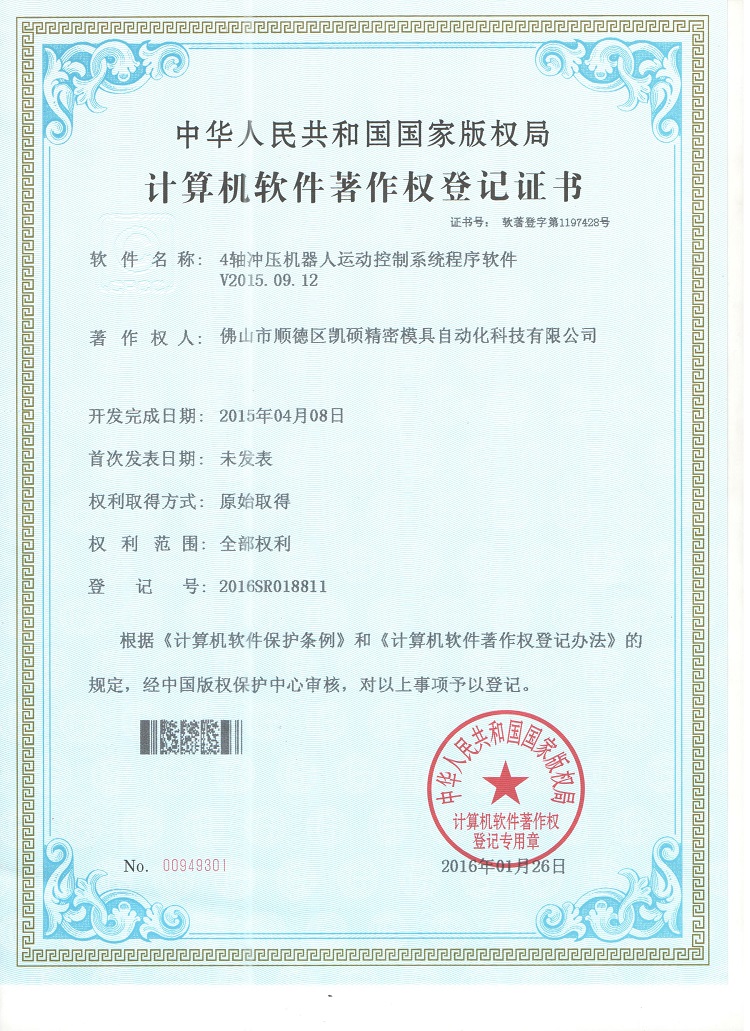 中华人民共和国国家版权局
计算机软件著作权登记证书
证书号： 软著登字第1197428号
软件名称： 4轴冲压机器人运动控制系统程序软件
V2015.09.12
著作权人： 佛山市顺德区凯硕精密模具自动化科技有限公司
开发完成日期： 2015年04月08日
首次发表日期： 未发表
权利取得方式： 原始取得
权利范围： 全部权利
登记号： 2016SR018811
根据《计算机软件保护条例》和《计算机软件著作权登记办法》的
规定，经中国版权保护中心审核，对以上事项予以登记。
中华人民共和国国家版权局
计算机软件著作权
登记专用章
No. 00949301
2016年01月26日